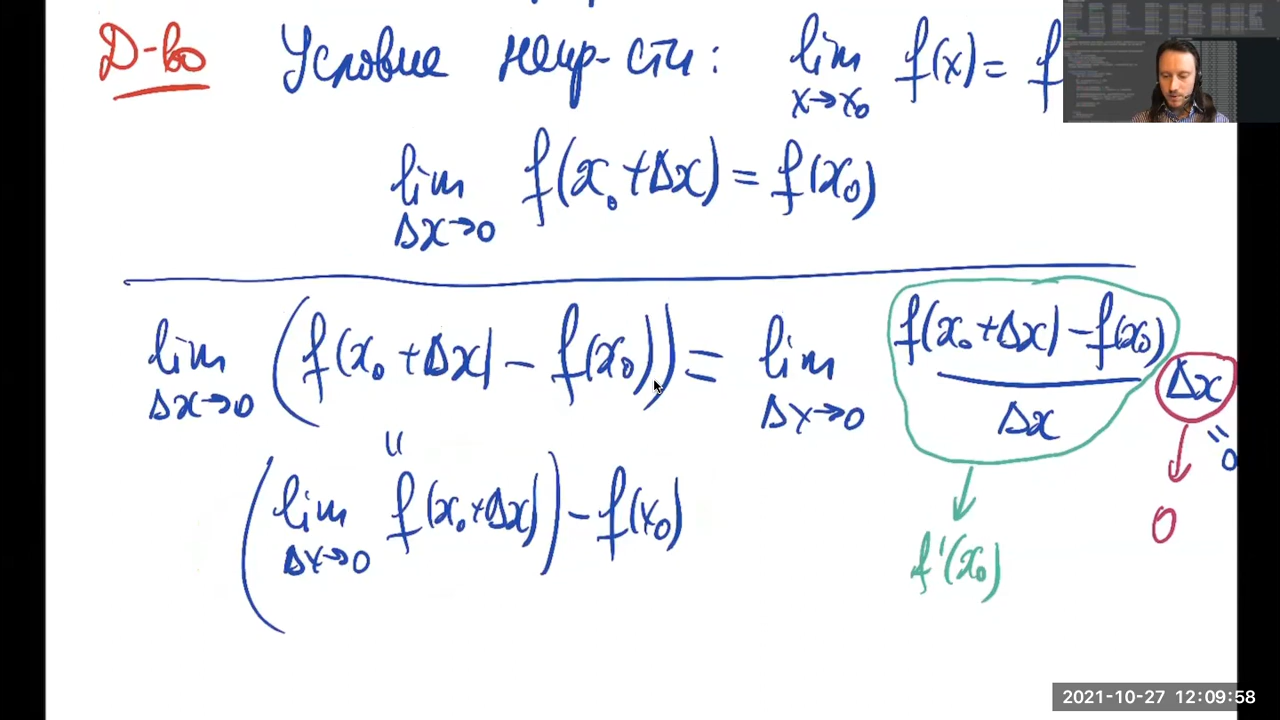 Д-во Условие непр-сти: lim f(x) = f
x→x₀
lim f(x₀+Δx) = f(x₀)
Δx→0
lim (f(x₀+Δx) - f(x₀)) = lim f(x₀+Δx) - f(x₀) / Δx Δx
Δx→0 Δx→0 = 0
"
(lim f(x₀+Δx)) - f(x₀) 0
Δx→0 f'(x₀)
2021-10-27 12:09:58